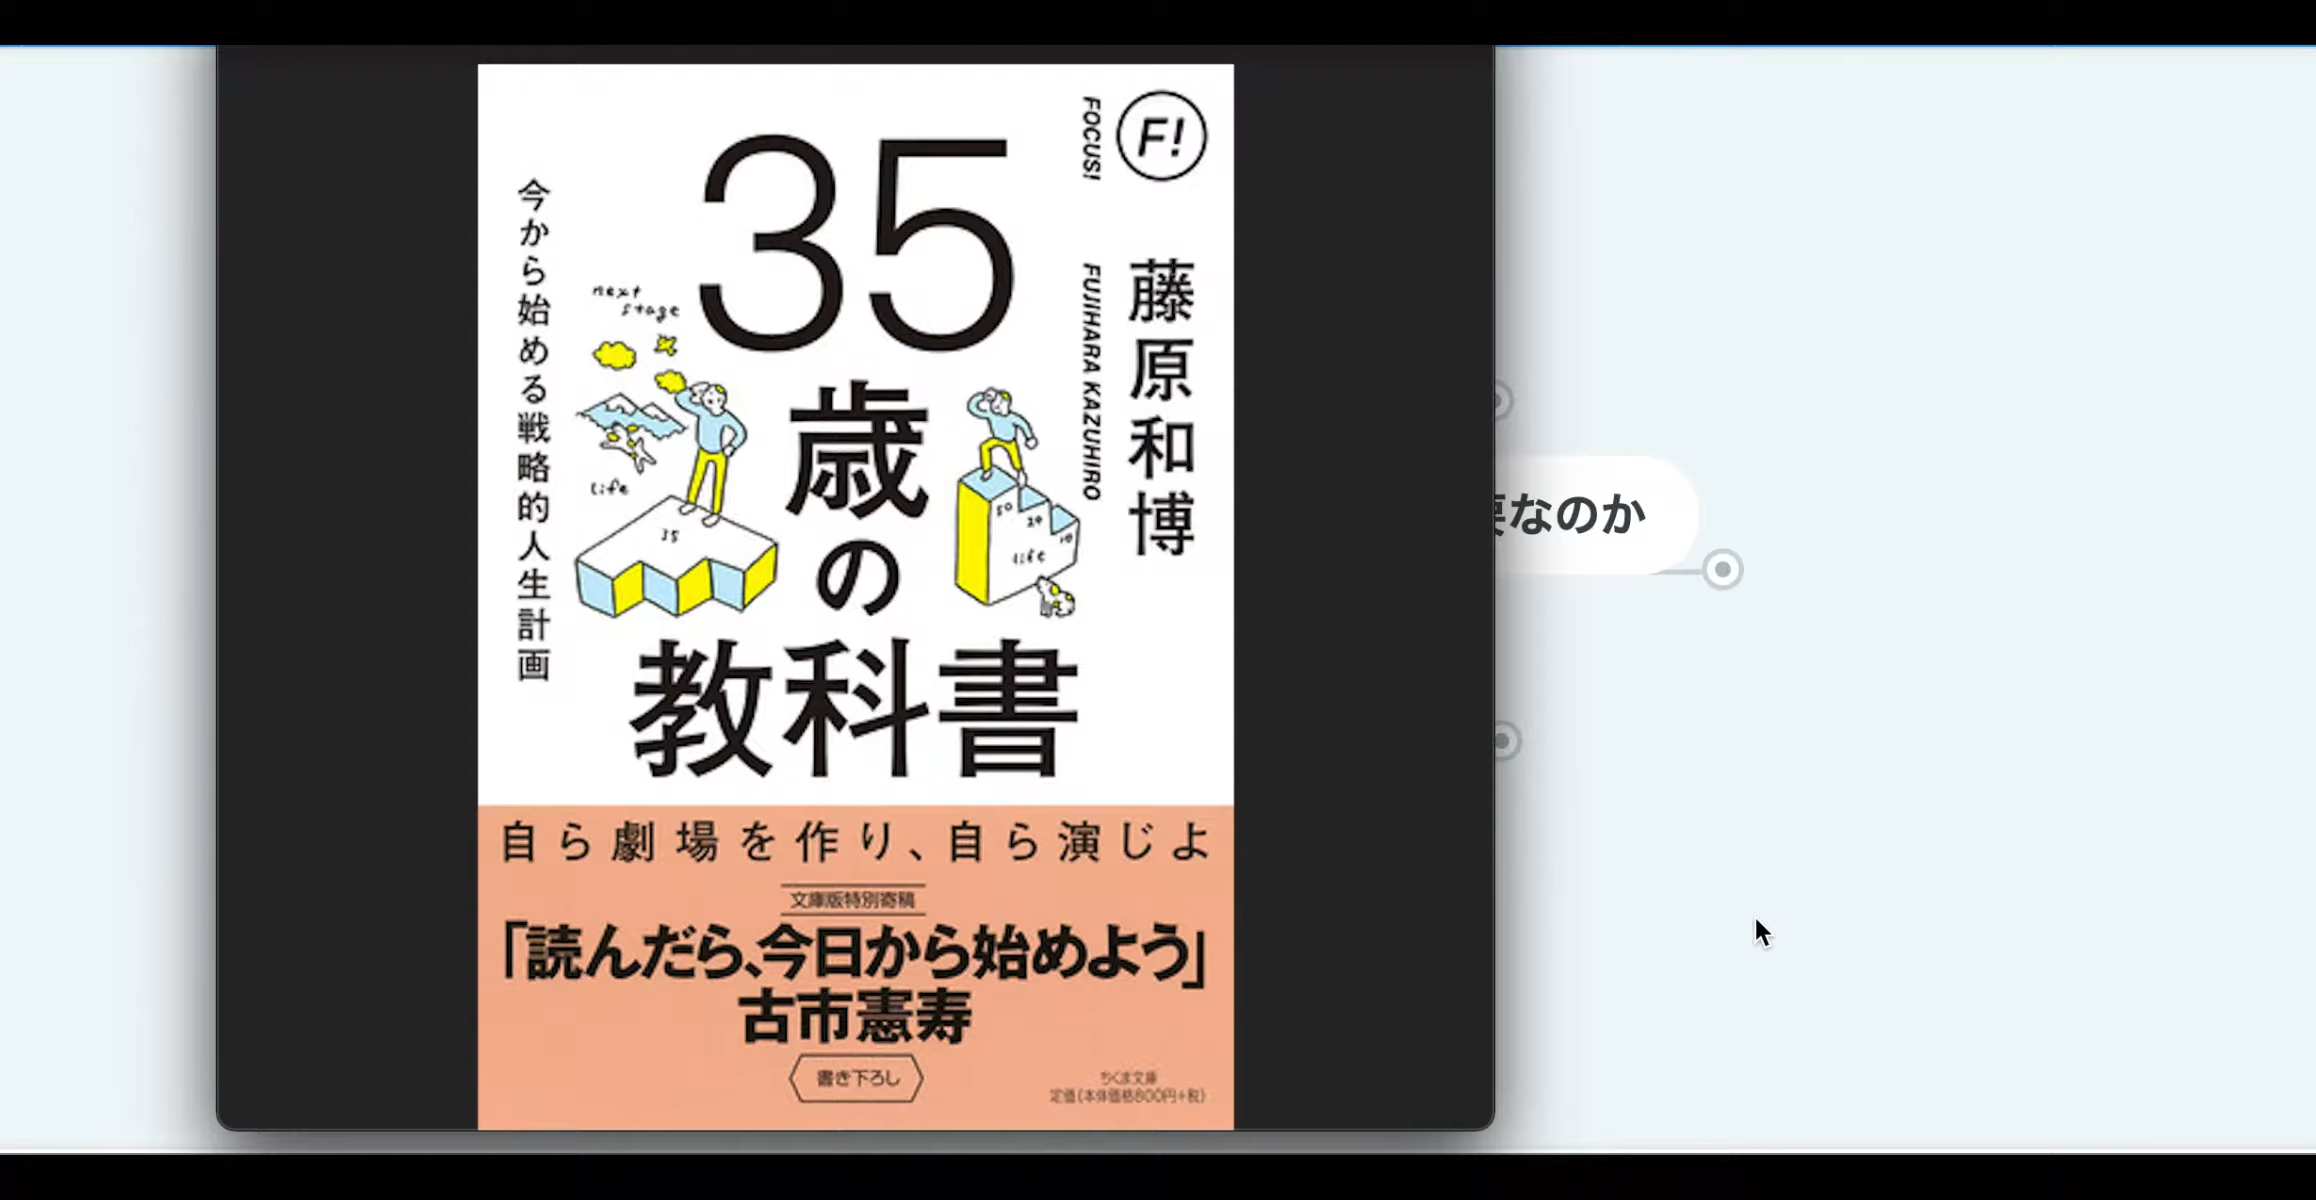 F!
FOCUS!
藤原和博
FUJIHARA KAZUHIRO
35
歳
の
教科書
今から始める戦略的人生計画
next
stage
life
35
50
life
自ら劇場を作り、自ら演じよ
文庫版特別寄稿
「読んだら、今日から始めよう」
古市憲寿
書き下ろし
ちくま文庫
定価(本体価格800円+税)
要なのか